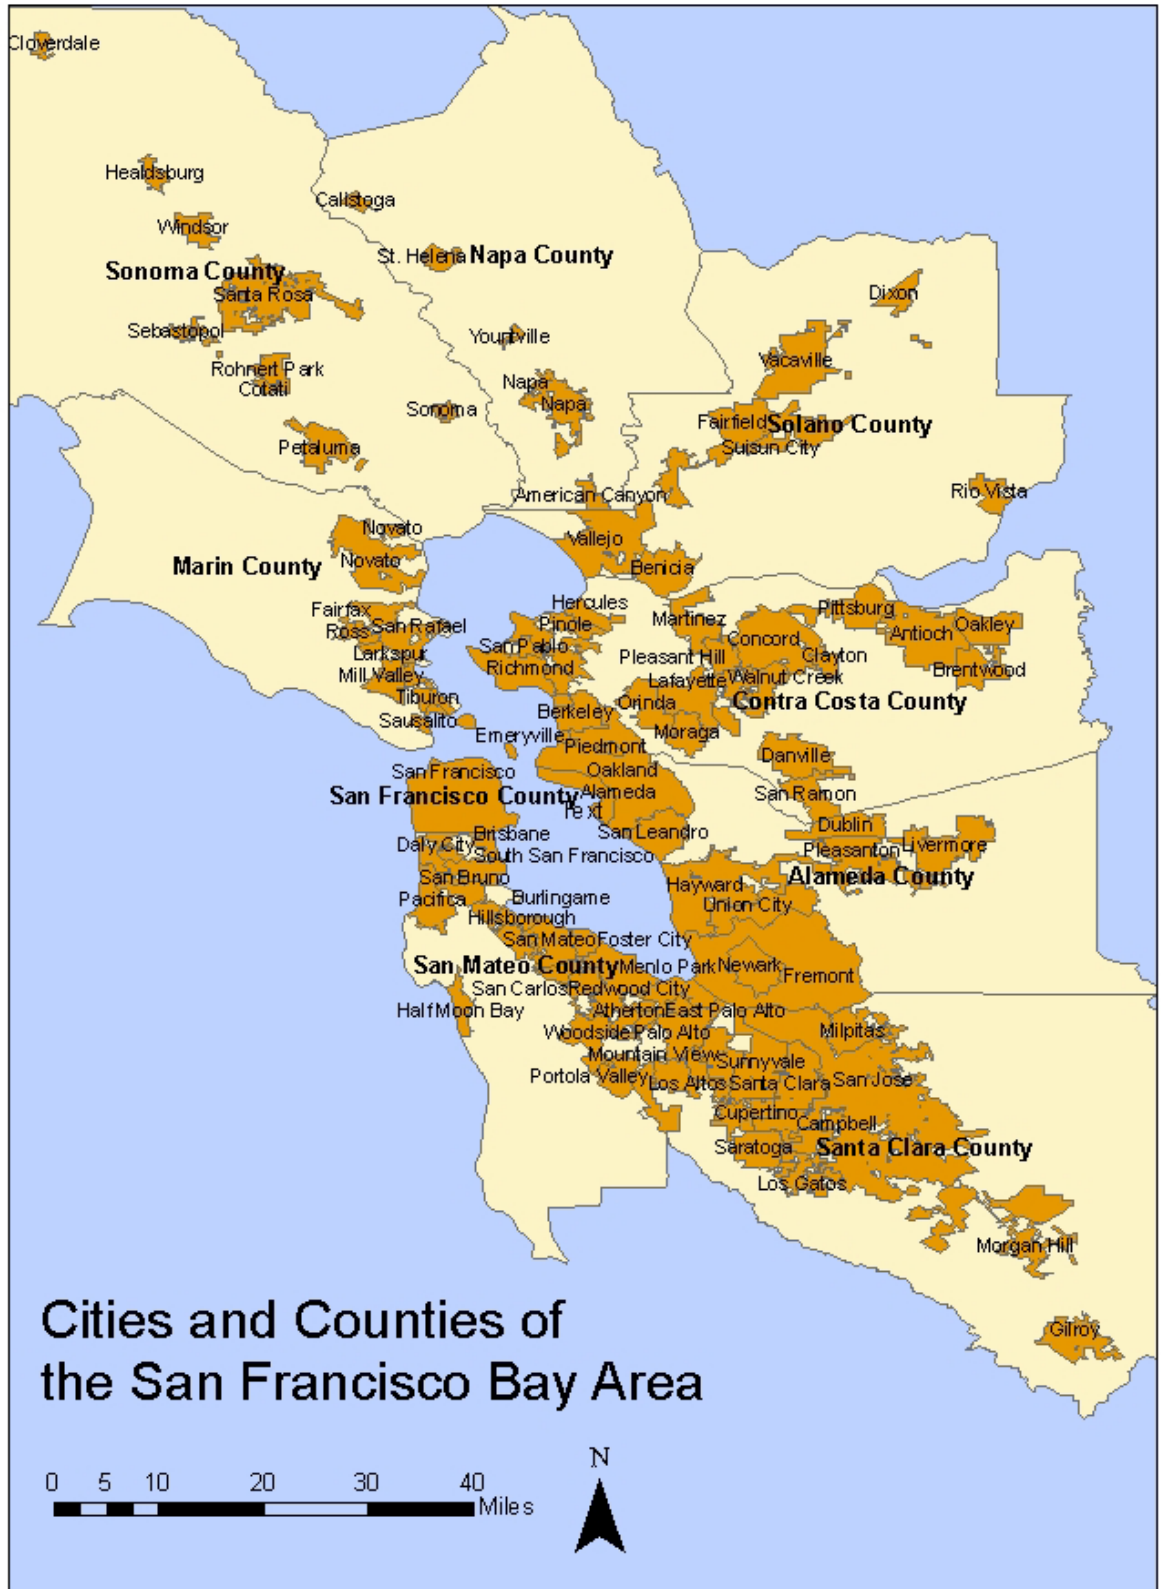 Cloverdale
Healdsburg
Calistoga
Windsor
St. Helena
Napa County
Sonoma County
Santa Rosa
Dixon
Sebastopol
Yountville
Vacaville
Rohnert Park
Cotati
Napa
Napa
Sonoma
Fairfield
Solano County
Petaluma
Suisun City
American Canyon
Rio Vista
Novato
Vallejo
Novato
Marin County
Benicia
Hercules
Fairfax
Pittsburg
Martinez
Pinole
Ross
San Rafael
Oakley
Antioch
Concord
San Pablo
Larkspur
Pleasant Hill
Clayton
Richmond
Brentwood
Mill Valley
Lafayette
Walnut Creek
Tiburon
Orinda
Contra Costa County
Berkeley
Sausalito
Emeryville
Moraga
Piedmont
Danville
San Francisco
Oakland
San Francisco County
Alameda
San Ramon
Text
Dublin
Brisbane
San Leandro
Daly City
Livermore
Pleasanton
South San Francisco
San Bruno
Alameda County
Hayward
Pacifica
Burlingame
Union City
Hillsborough
San Mateo
Foster City
San Mateo County
Menlo Park
Newark
Fremont
San Carlos
Redwood City
Half Moon Bay
Atherton
East Palo Alto
Woodside
Palo Alto
Milpitas
Mountain View
Sunnyvale
Portola Valley
Los Altos
Santa Clara
San Jose
Cupertino
Campbell
Saratoga
Santa Clara County
Los Gatos
Morgan Hill
Gilroy
Cities and Counties of
the San Francisco Bay Area
N
0 5 10 20 30 40
Miles